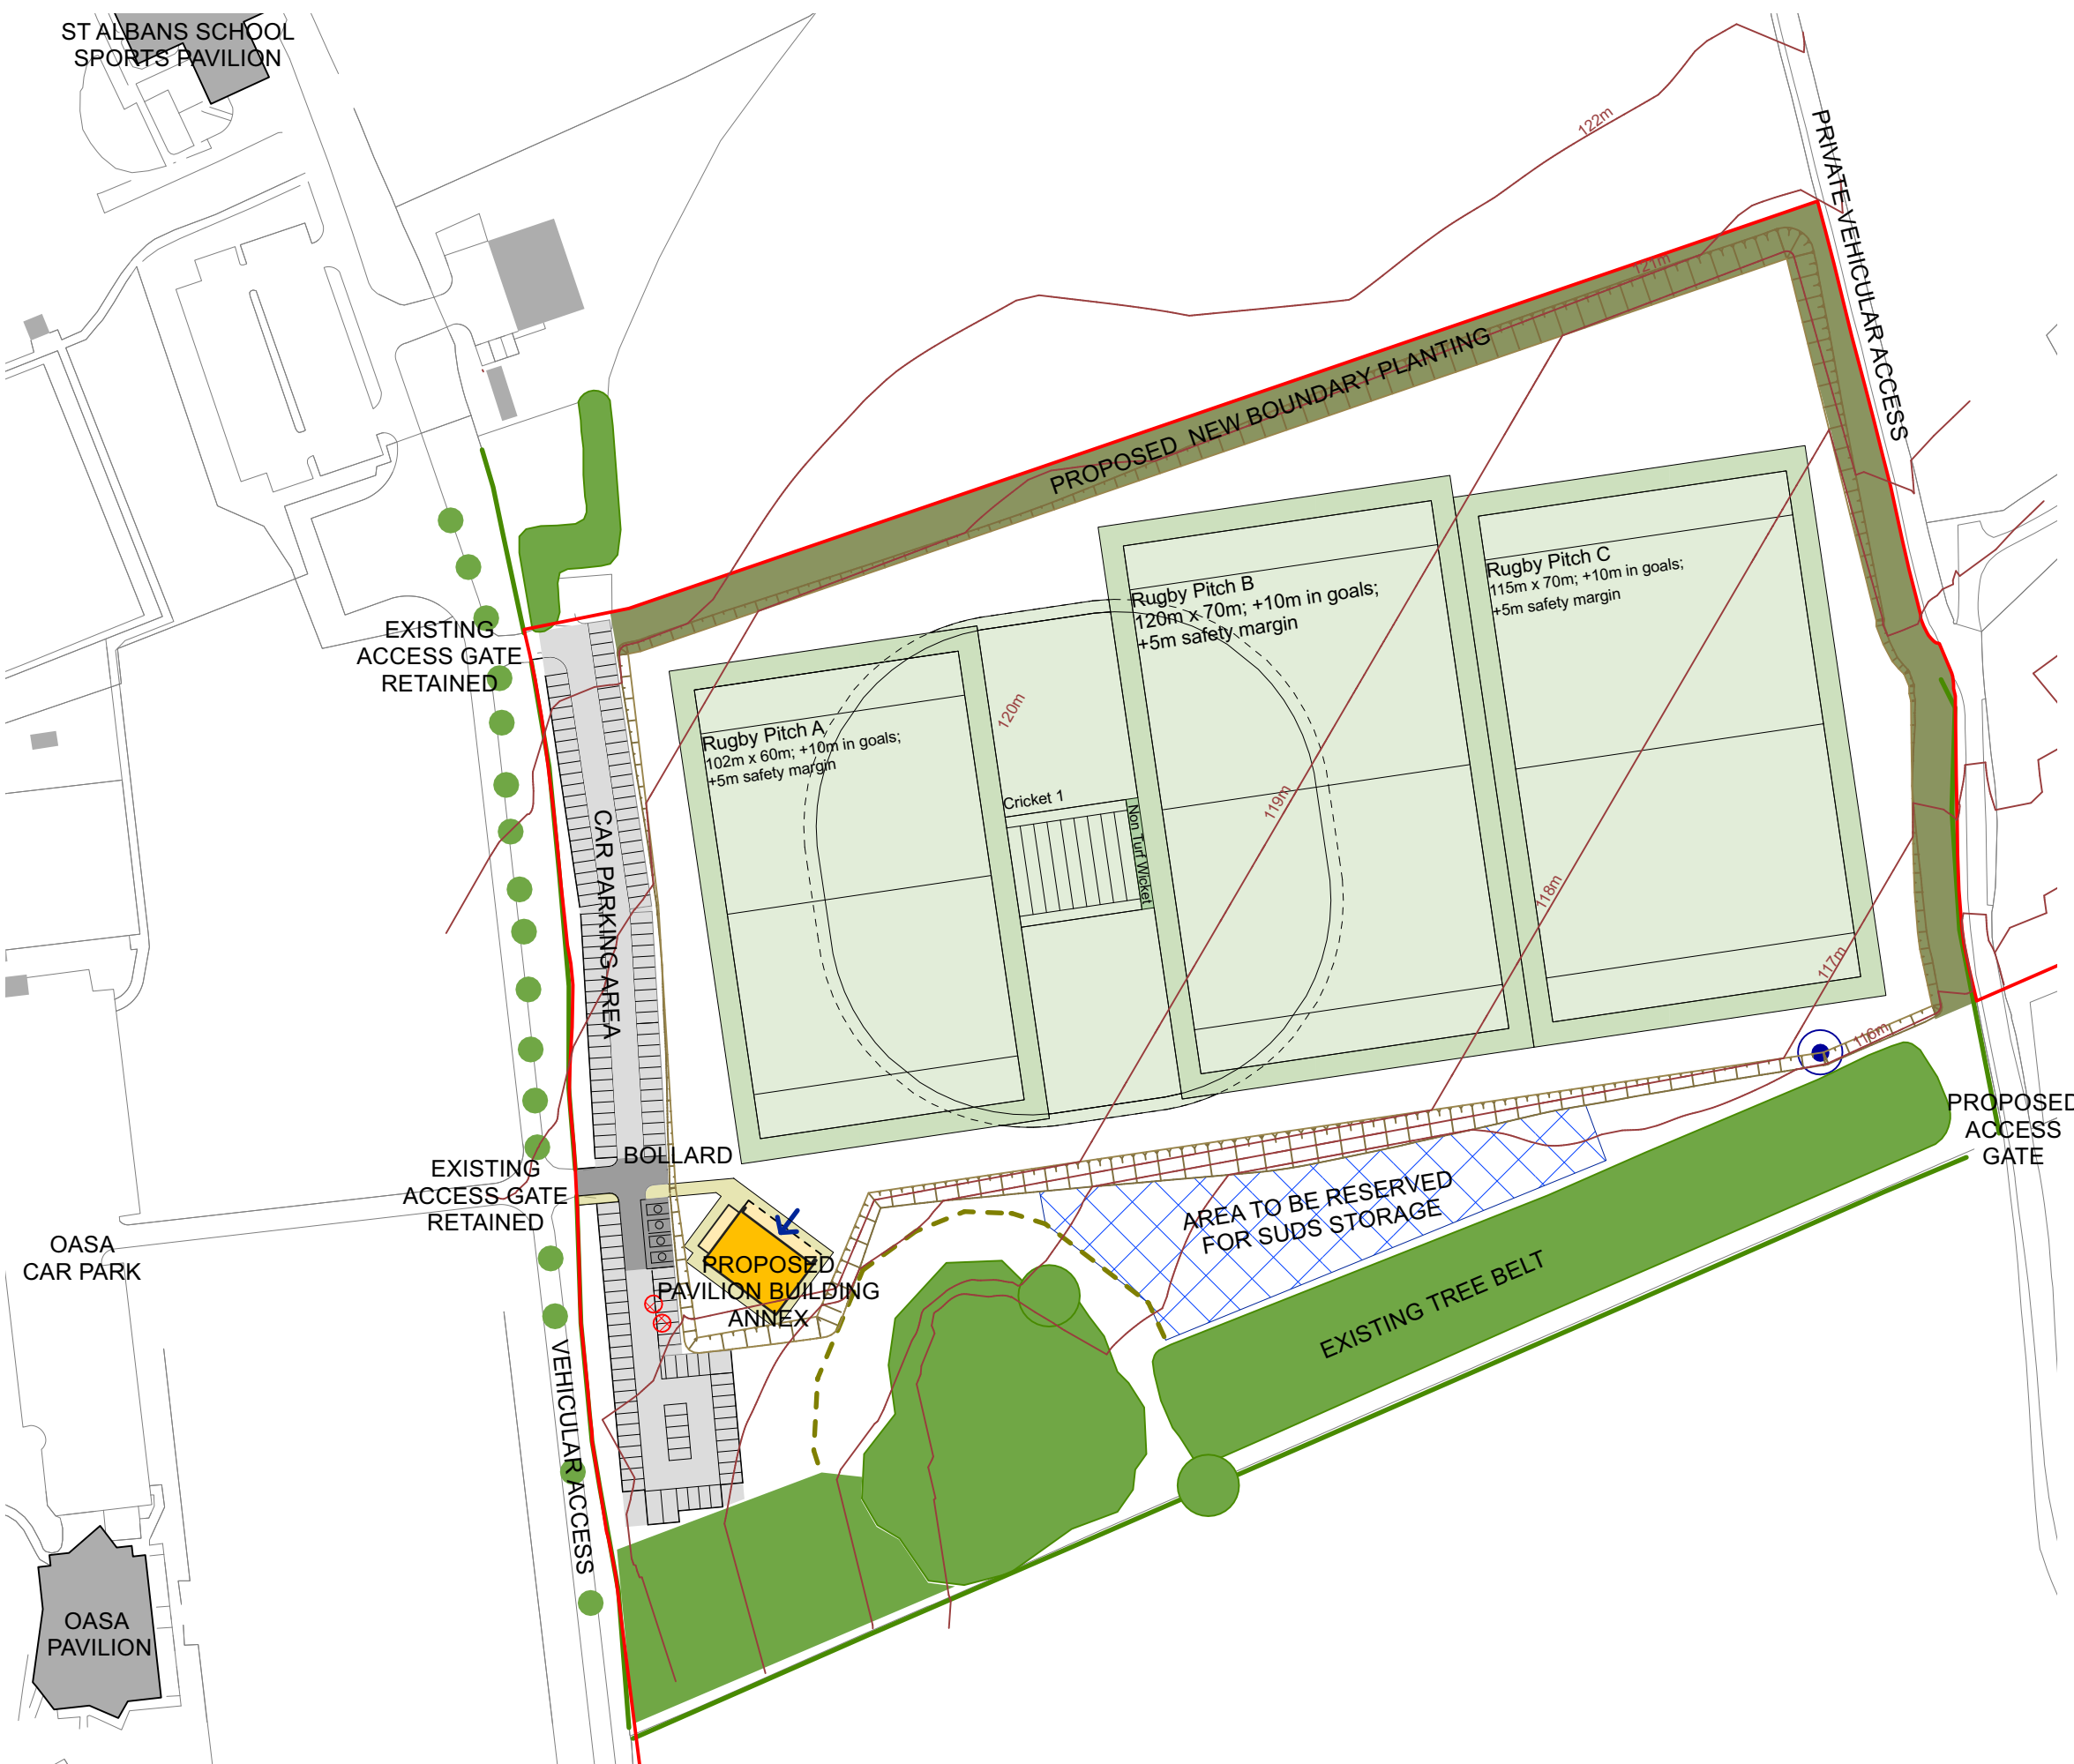 ST ALBANS SCHOOL
SPORTS PAVILION
122m
PRIVATE VEHICULAR ACCESS
121m
PROPOSED NEW BOUNDARY PLANTING
Rugby Pitch C
115m x 70m; +10m in goals;
+5m safety margin
Rugby Pitch B
120m x 70m; +10m in goals;
+5m safety margin
EXISTING
ACCESS GATE
RETAINED
120m
Rugby Pitch A
102m x 60m; +10m in goals;
+5m safety margin
Cricket 1
Non Turf Wicket
119m
118m
117m
116m
CAR PARKING AREA
BOLLARD
EXISTING
ACCESS GATE
RETAINED
PROPOSED
ACCESS
GATE
AREA TO BE RESERVED
FOR SUDS STORAGE
OASA
CAR PARK
PROPOSED
PAVILION BUILDING
ANNEX
EXISTING TREE BELT
VEHICULAR ACCESS
OASA
PAVILION